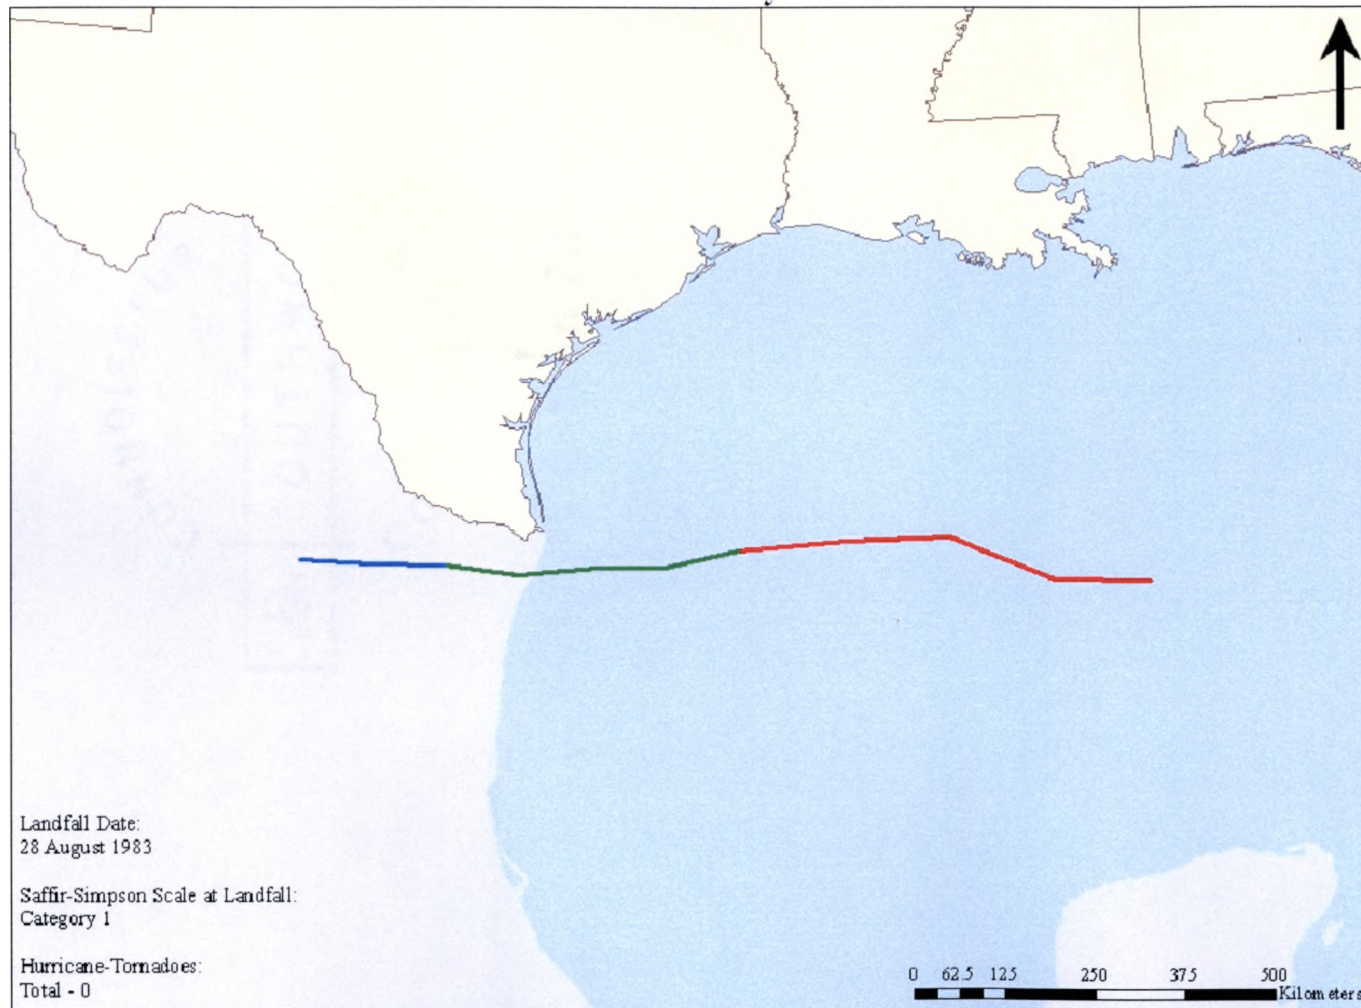 Landfall Date:
28 August 1983
Saffir-Simpson Scale at Landfall:
Category 1
Hurricane-Tornadoes:
Total - 0
0 62.5 125 250 375 500
Kilometers